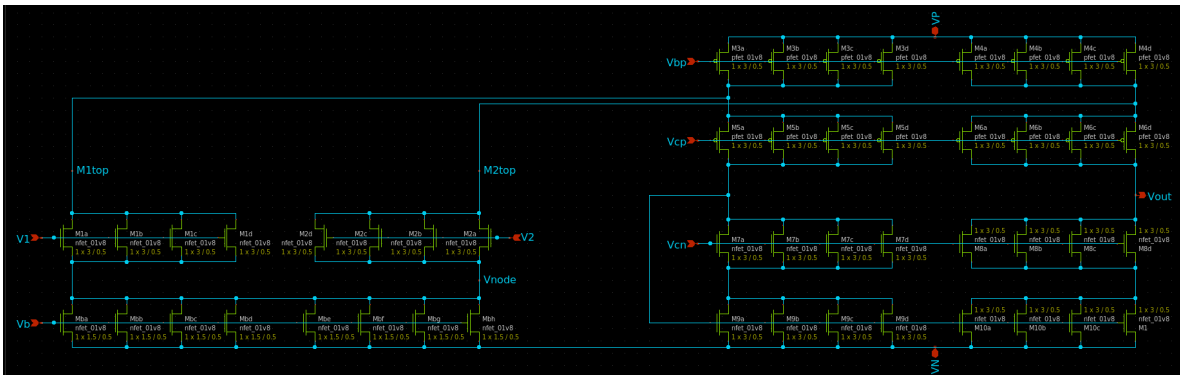 VP
M3a
pfet_01v8
1 x 3 / 0.5
M3b
pfet_01v8
1 x 3 / 0.5
M3c
pfet_01v8
1 x 3 / 0.5
M3d
pfet_01v8
1 x 3 / 0.5
M4a
pfet_01v8
1 x 3 / 0.5
M4b
pfet_01v8
1 x 3 / 0.5
M4c
pfet_01v8
1 x 3 / 0.5
M4d
pfet_01v8
1 x 3 / 0.5
Vbp
M5a
pfet_01v8
1 x 3 / 0.5
M5b
pfet_01v8
1 x 3 / 0.5
M5c
pfet_01v8
1 x 3 / 0.5
M5d
pfet_01v8
1 x 3 / 0.5
M6a
pfet_01v8
1 x 3 / 0.5
M6b
pfet_01v8
1 x 3 / 0.5
M6c
pfet_01v8
1 x 3 / 0.5
M6d
pfet_01v8
1 x 3 / 0.5
Vcp
M1top
M2top
Vout
V1
M1a
nfet_01v8
1 x 3 / 0.5
M1b
nfet_01v8
1 x 3 / 0.5
M1c
nfet_01v8
1 x 3 / 0.5
M1d
nfet_01v8
1 x 3 / 0.5
M2d
nfet_01v8
1 x 3 / 0.5
M2c
nfet_01v8
1 x 3 / 0.5
M2b
nfet_01v8
1 x 3 / 0.5
M2a
nfet_01v8
1 x 3 / 0.5
V2
Vcn
M7a
nfet_01v8
1 x 3 / 0.5
M7b
nfet_01v8
1 x 3 / 0.5
M7c
nfet_01v8
1 x 3 / 0.5
M7d
nfet_01v8
1 x 3 / 0.5
1 x 3 / 0.5
nfet_01v8
M8a
1 x 3 / 0.5
nfet_01v8
M8b
1 x 3 / 0.5
nfet_01v8
M8c
1 x 3 / 0.5
nfet_01v8
M8d
Vnode
Vb
Mba
nfet_01v8
1 x 1.5 / 0.5
Mbb
nfet_01v8
1 x 1.5 / 0.5
Mbc
nfet_01v8
1 x 1.5 / 0.5
Mbd
nfet_01v8
1 x 1.5 / 0.5
Mbe
nfet_01v8
1 x 1.5 / 0.5
Mbf
nfet_01v8
1 x 1.5 / 0.5
Mbg
nfet_01v8
1 x 1.5 / 0.5
Mbh
nfet_01v8
1 x 1.5 / 0.5
M9a
nfet_01v8
1 x 3 / 0.5
M9b
nfet_01v8
1 x 3 / 0.5
M9c
nfet_01v8
1 x 3 / 0.5
M9d
nfet_01v8
1 x 3 / 0.5
1 x 3 / 0.5
nfet_01v8
M10a
1 x 3 / 0.5
nfet_01v8
M10b
1 x 3 / 0.5
nfet_01v8
M10c
1 x 3 / 0.5
nfet_01v8
M1
VN